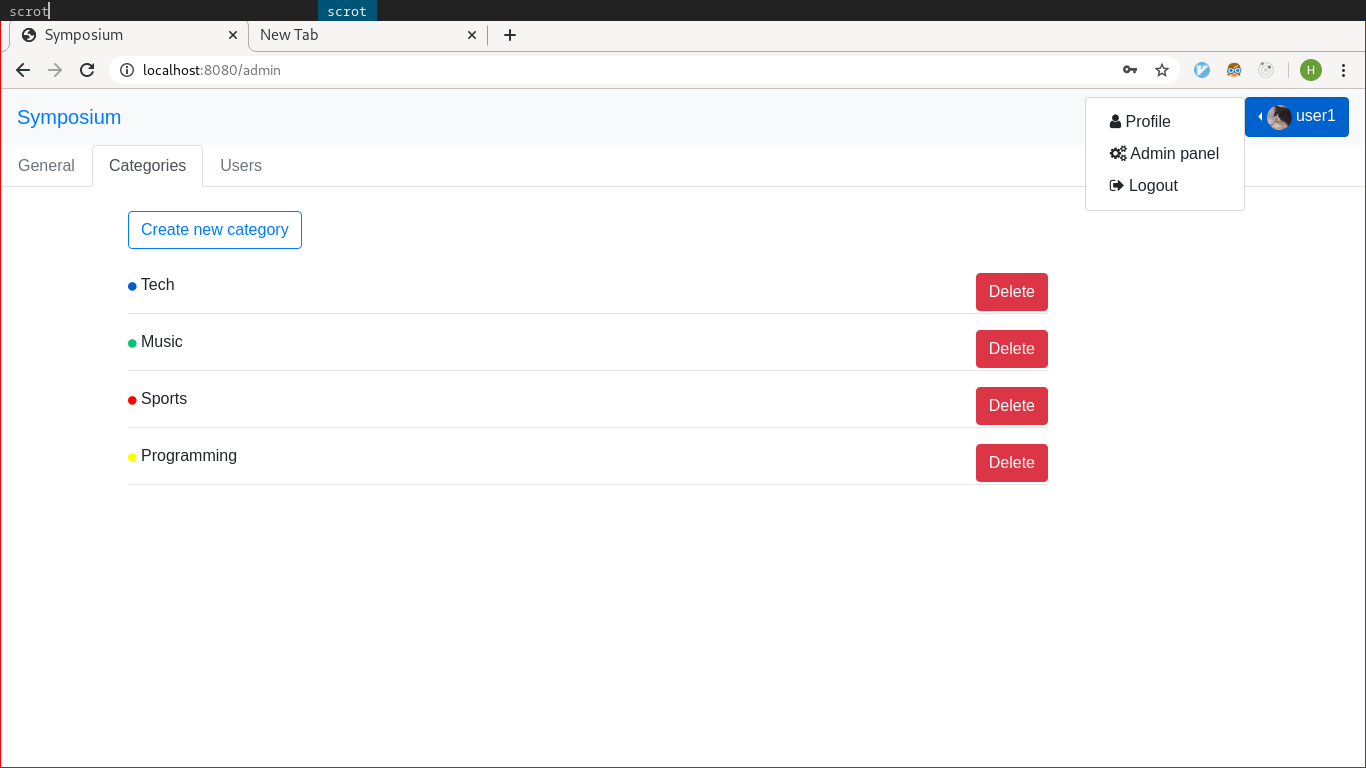 scrot scrot
Symposium New Tab
localhost:8080/admin H
Symposium user1
Profile
Admin panel
Logout
General Categories Users
Create new category
Tech Delete
Music Delete
Sports Delete
Programming Delete